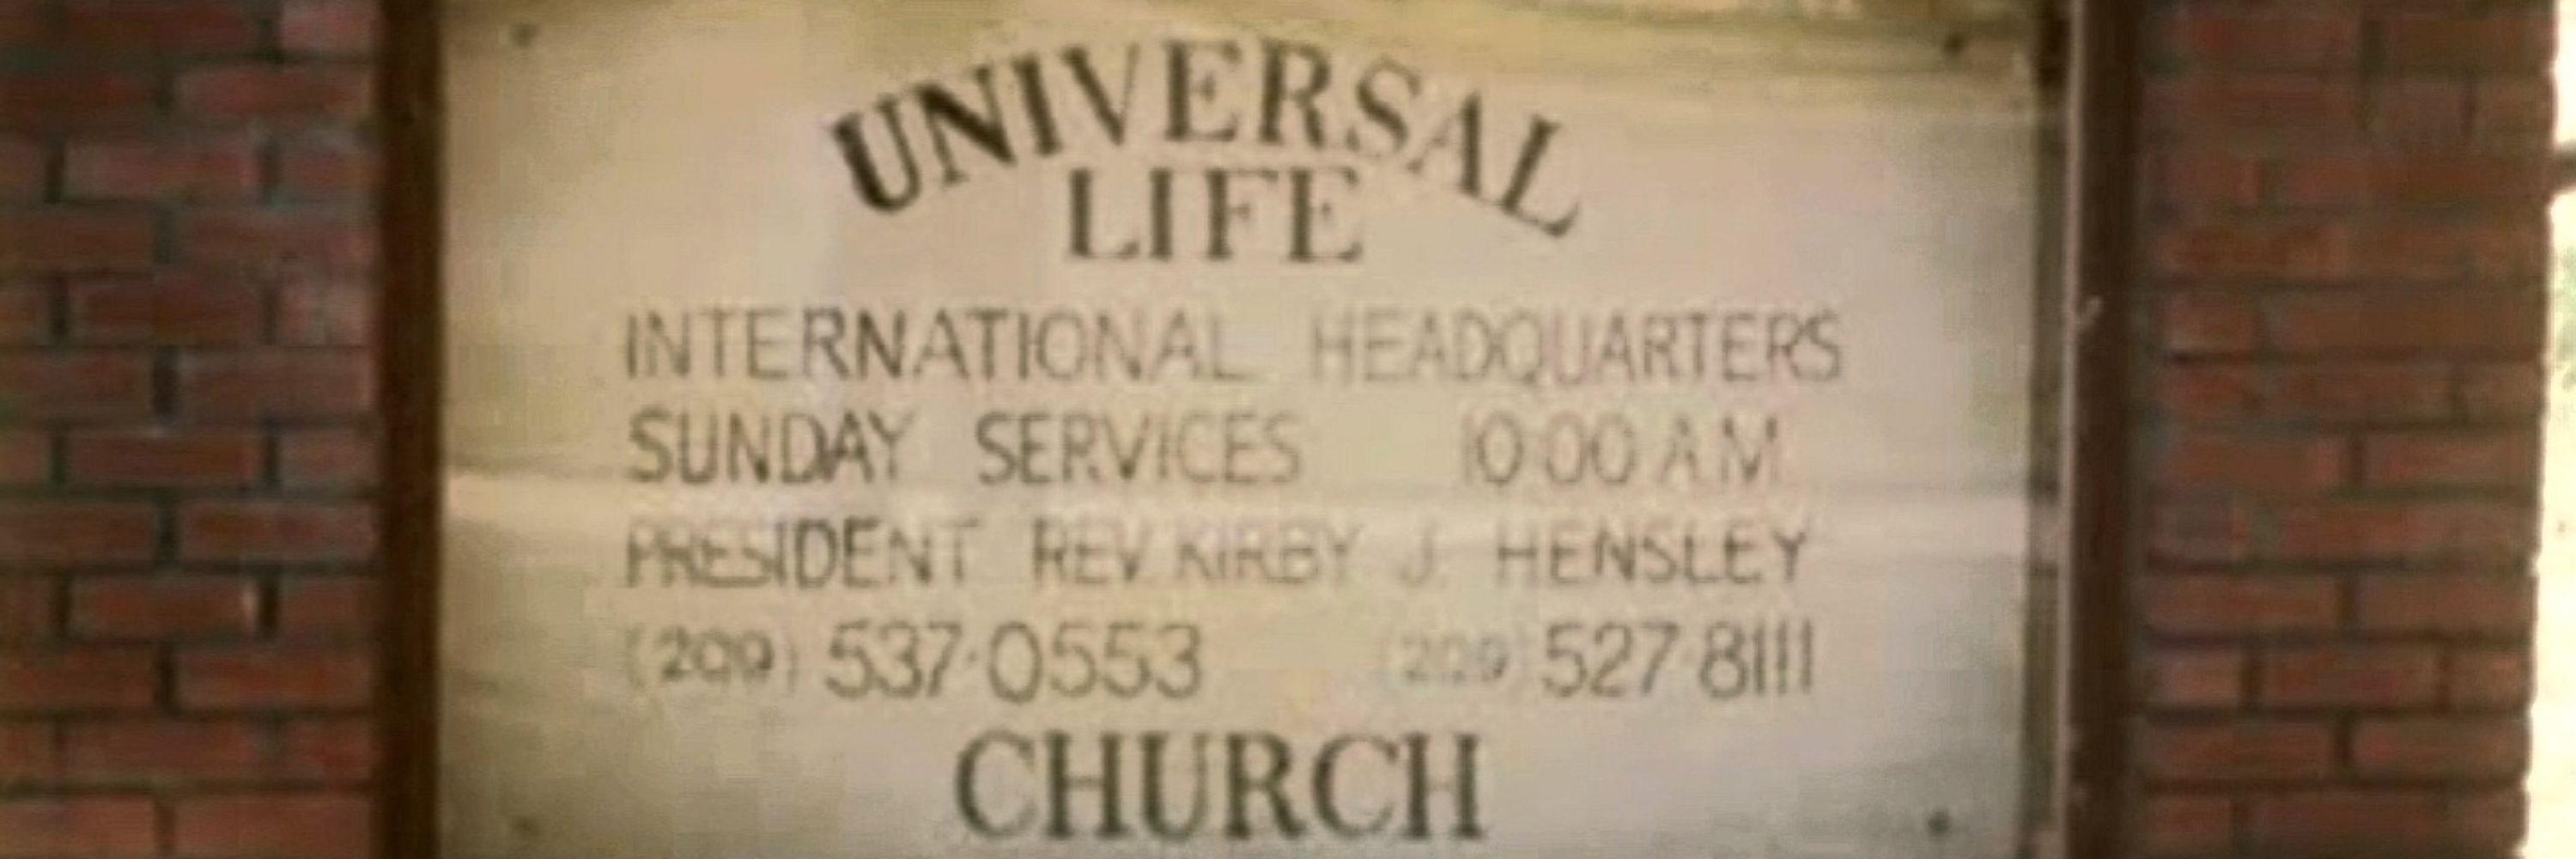 UNIVERSAL
LIFE
INTERNATIONAL HEADQUARTERS
SUNDAY SERVICES 10:00 A.M.
PRESIDENT REV. KIRBY J. HENSLEY
(209) 537-0553 (209) 527-8111
CHURCH